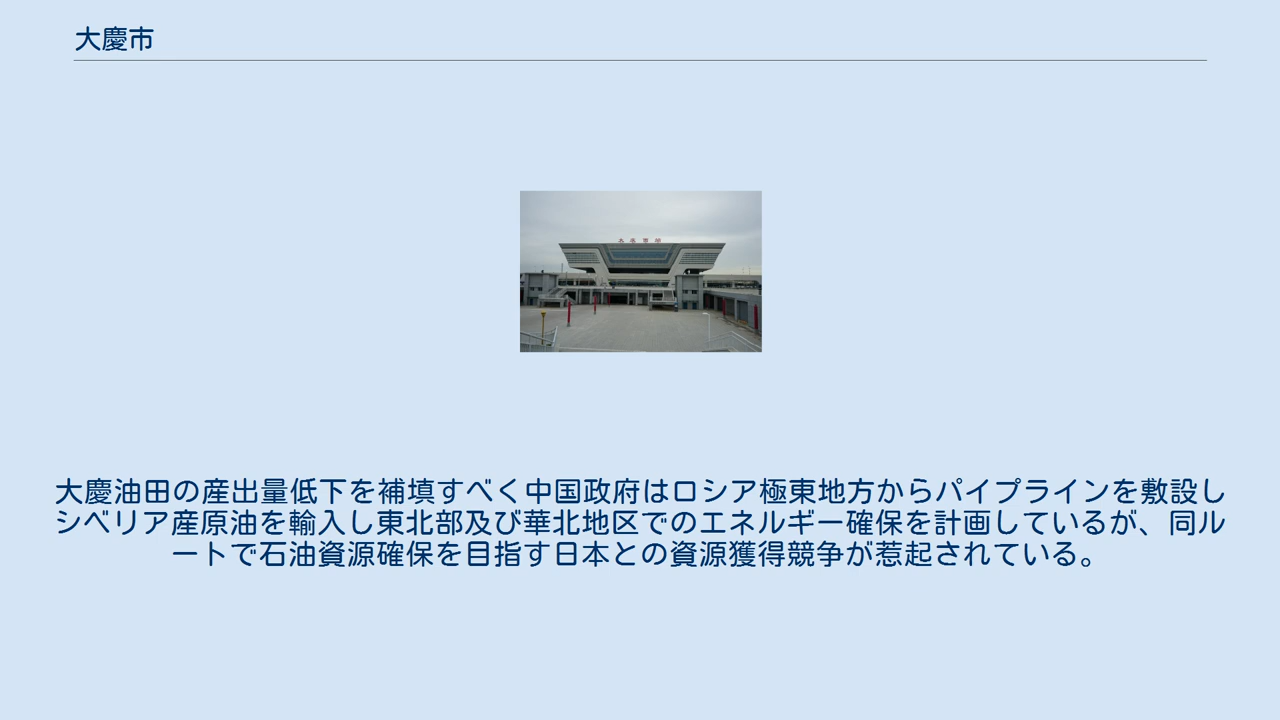 大慶市
大慶油田の産出量低下を補填すべく中国政府はロシア極東地方からパイプラインを敷設し
シベリア産原油を輸入し東北部及び華北地区でのエネルギー確保を計画しているが、同ル
ートで石油資源確保を目指す日本との資源獲得競争が惹起されている。